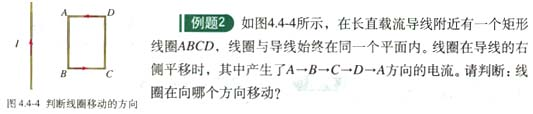 I
A
D
B
C
图 4.4-4 判断线圈移动的方向
例题2 如图4.4-4所示，在长直载流导线附近有一个矩形
线圈ABCD，线圈与导线始终在同一个平面内。线圈在导线的右
侧平移时，其中产生了A→B→C→D→A方向的电流。请判断：线
圈在向哪个方向移动？